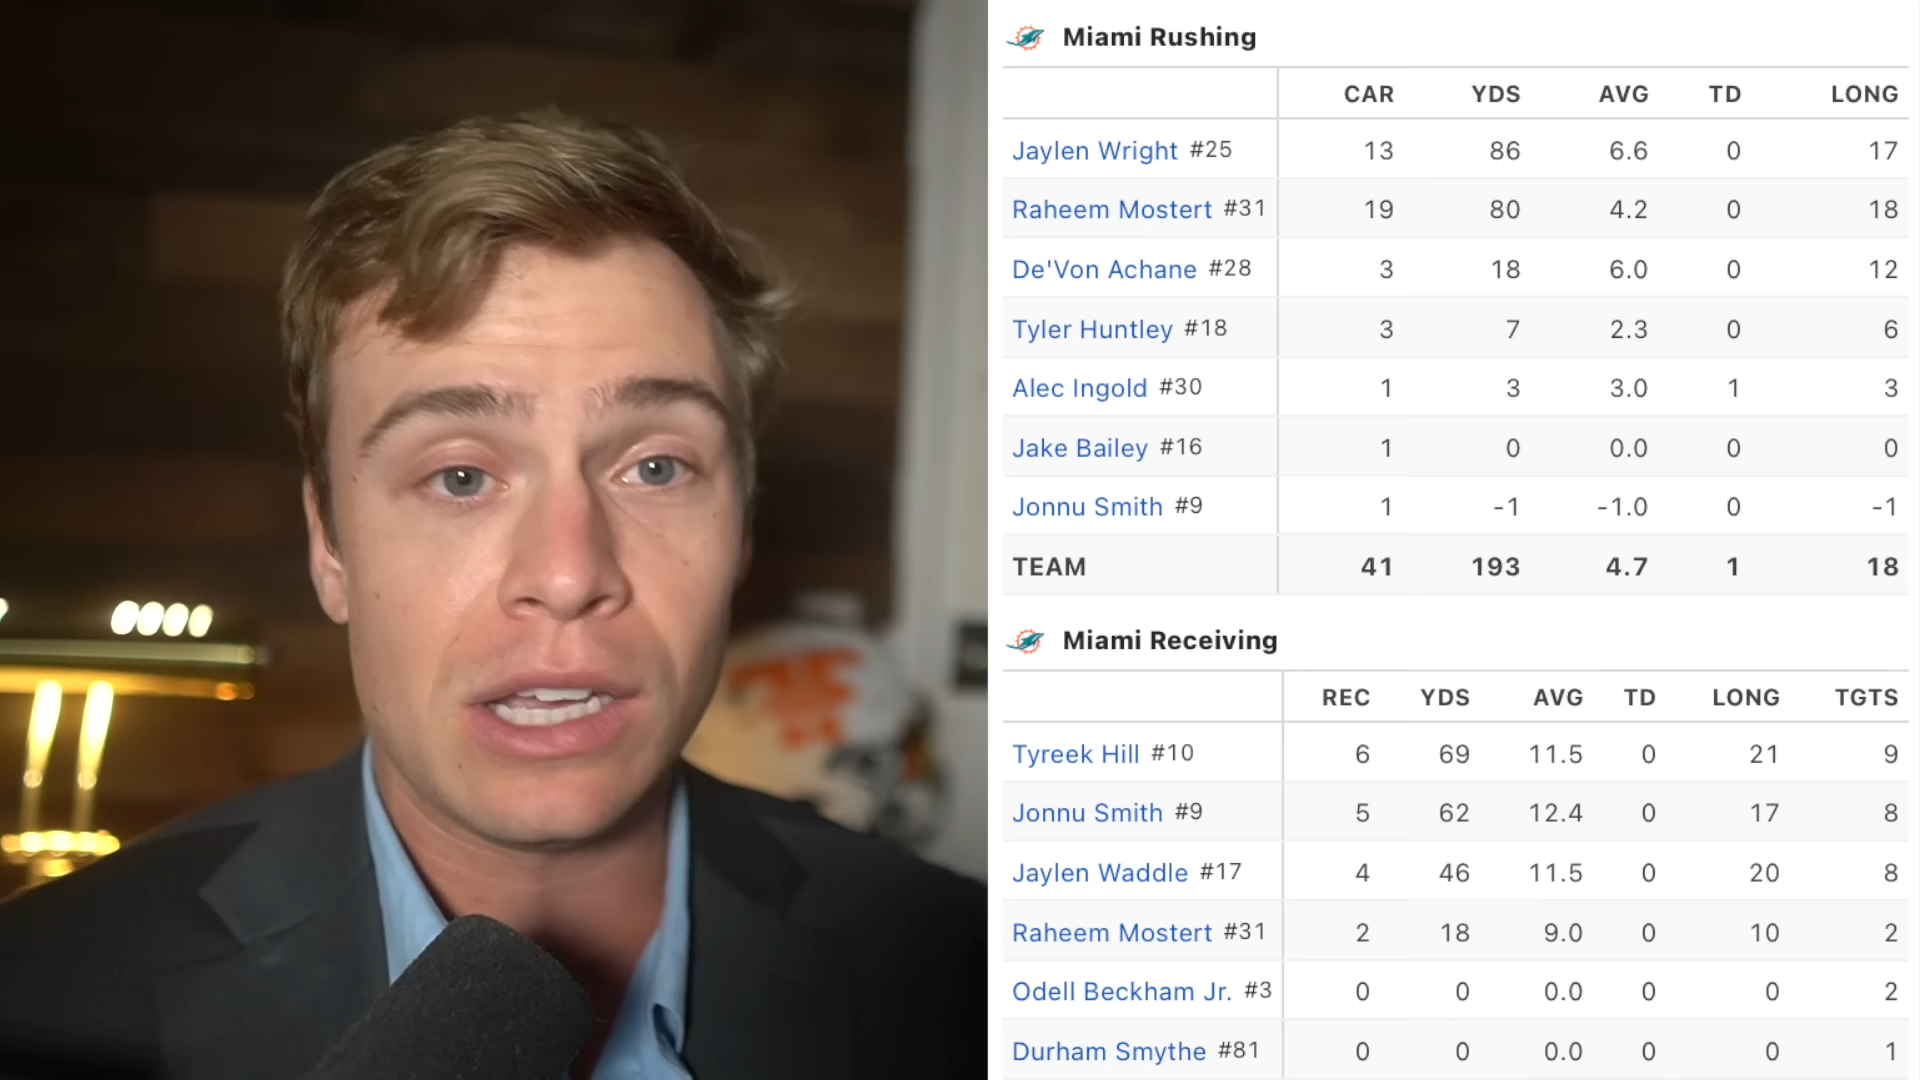 Miami Rushing
CAR YDS AVG TD LONG
Jaylen Wright #25 13 86 6.6 0 17
Raheem Mostert #31 19 80 4.2 0 18
De'Von Achane #28 3 18 6.0 0 12
Tyler Huntley #18 3 7 2.3 0 6
Alec Ingold #30 1 3 3.0 1 3
Jake Bailey #16 1 0 0.0 0 0
Jonnu Smith #9 1 -1 -1.0 0 -1
TEAM 41 193 4.7 1 18
Miami Receiving
REC YDS AVG TD LONG TGTS
Tyreek Hill #10 6 69 11.5 0 21 9
Jonnu Smith #9 5 62 12.4 0 17 8
Jaylen Waddle #17 4 46 11.5 0 20 8
Raheem Mostert #31 2 18 9.0 0 10 2
Odell Beckham Jr. #3 0 0 0.0 0 0 2
Durham Smythe #81 0 0 0.0 0 0 1